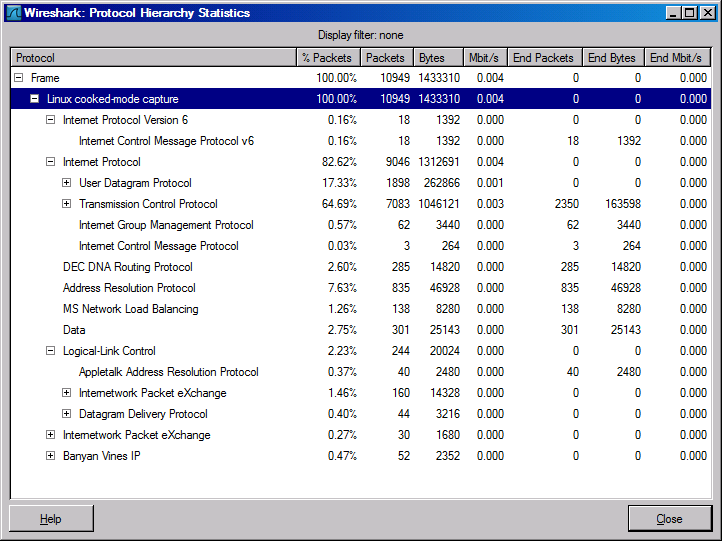 Wireshark: Protocol Hierarchy Statistics
Display filter: none
Protocol % Packets Packets Bytes Mbit/s End Packets End Bytes End Mbit/s
Frame 100.00% 10949 1433310 0.004 0 0 0.000
Linux cooked-mode capture 100.00% 10949 1433310 0.004 0 0 0.000
Internet Protocol Version 6 0.16% 18 1392 0.000 0 0 0.000
Internet Control Message Protocol v6 0.16% 18 1392 0.000 18 1392 0.000
Internet Protocol 82.62% 9046 1312691 0.004 0 0 0.000
User Datagram Protocol 17.33% 1898 262866 0.001 0 0 0.000
Transmission Control Protocol 64.69% 7083 1046121 0.003 2350 163598 0.000
Internet Group Management Protocol 0.57% 62 3440 0.000 62 3440 0.000
Internet Control Message Protocol 0.03% 3 264 0.000 3 264 0.000
DEC DNA Routing Protocol 2.60% 285 14820 0.000 285 14820 0.000
Address Resolution Protocol 7.63% 835 46928 0.000 835 46928 0.000
MS Network Load Balancing 1.26% 138 8280 0.000 138 8280 0.000
Data 2.75% 301 25143 0.000 301 25143 0.000
Logical-Link Control 2.23% 244 20024 0.000 0 0 0.000
Appletalk Address Resolution Protocol 0.37% 40 2480 0.000 40 2480 0.000
Internetwork Packet eXchange 1.46% 160 14328 0.000 0 0 0.000
Datagram Delivery Protocol 0.40% 44 3216 0.000 0 0 0.000
Internetwork Packet eXchange 0.27% 30 1680 0.000 0 0 0.000
Banyan Vines IP 0.47% 52 2352 0.000 0 0 0.000
Help Close